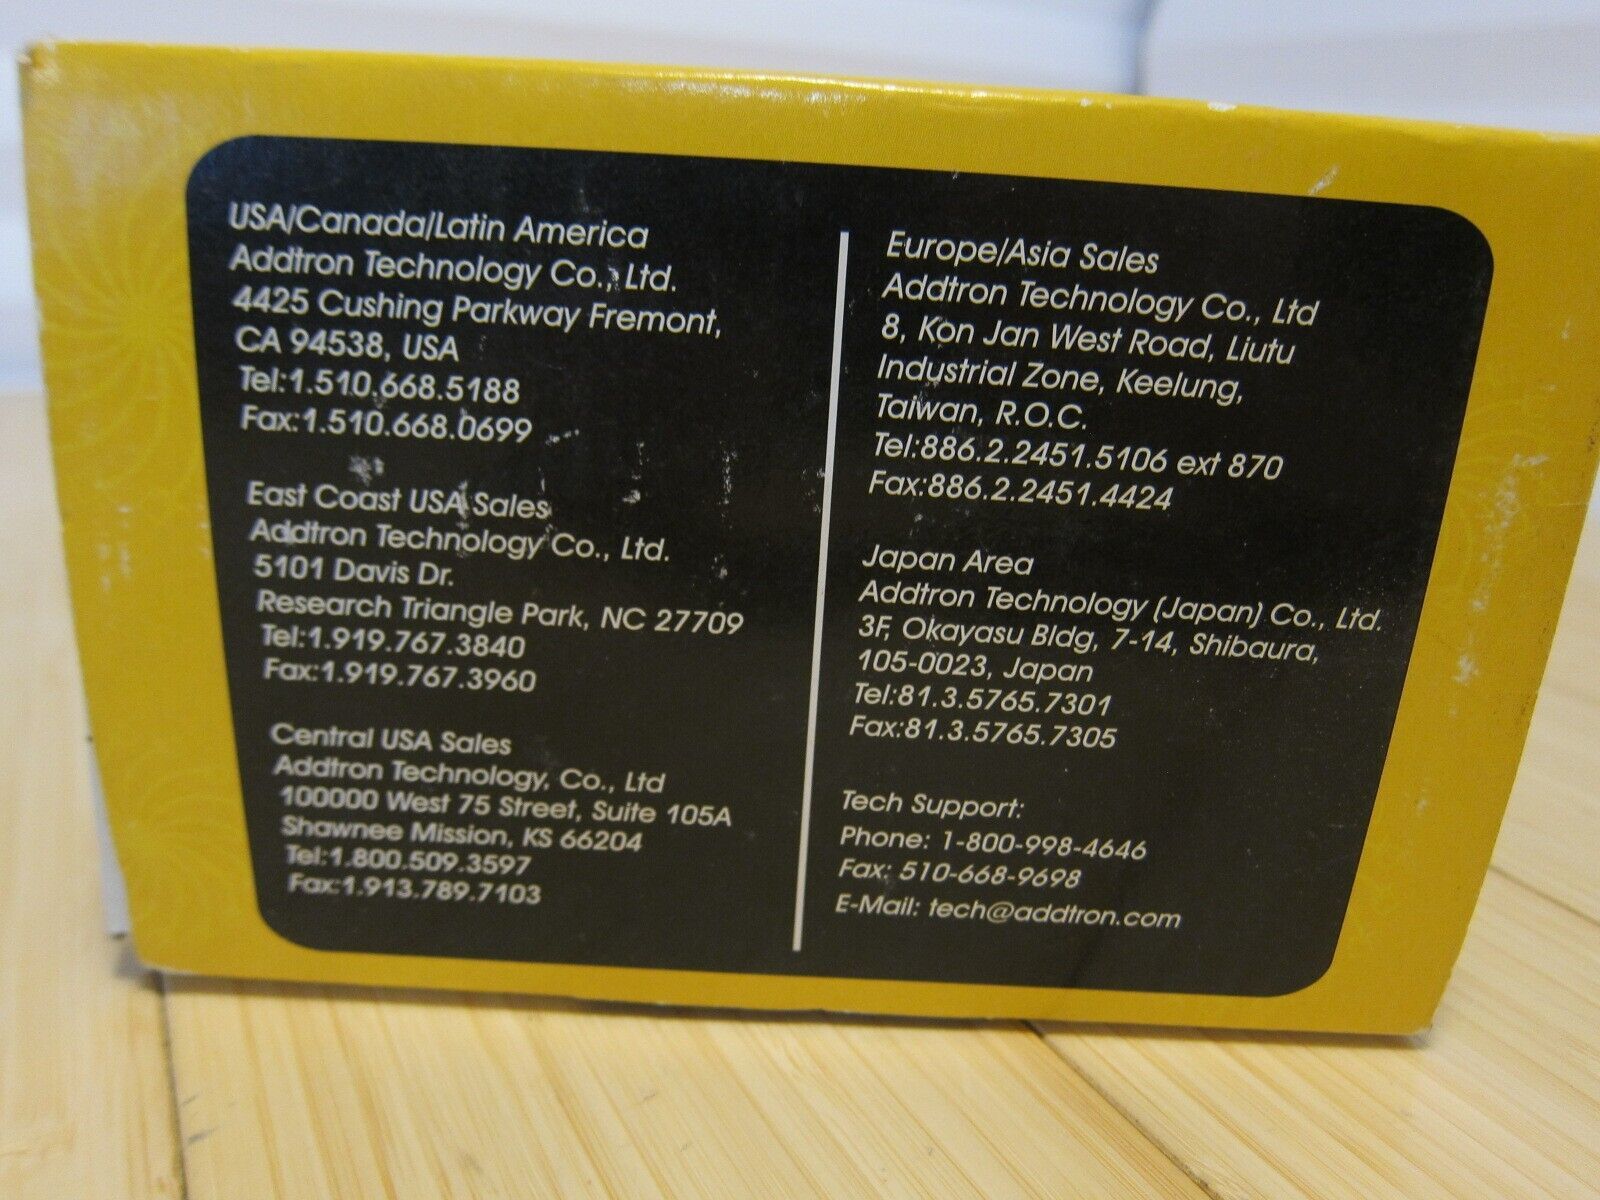 USA/Canada/Latin America
Addtron Technology Co., Ltd.
4425 Cushing Parkway Fremont,
CA 94538, USA
Tel:1.510.668.5188
Fax:1.510.668.0699
East Coast USA Sales
Addtron Technology Co., Ltd.
5101 Davis Dr.
Research Triangle Park, NC 27709
Tel:1.919.767.3840
Fax:1.919.767.3960
Central USA Sales
Addtron Technology, Co., Ltd
100000 West 75 Street, Suite 105A
Shawnee Mission, KS 66204
Tel:1.800.509.3597
Fax:1.913.789.7103
Europe/Asia Sales
Addtron Technology Co., Ltd
8, Kon Jan West Road, Liutu
Industrial Zone, Keelung,
Taiwan, R.O.C.
Tel:886.2.2451.5106 ext 870
Fax:886.2.2451.4424
Japan Area
Addtron Technology (Japan) Co., Ltd.
3F, Okayasu Bldg, 7-14, Shibaura,
105-0023, Japan
Tel:81.3.5765.7301
Fax:81.3.5765.7305
Tech Support:
Phone: 1-800-998-4646
Fax: 510-668-9698
E-Mail: tech@addtron.com